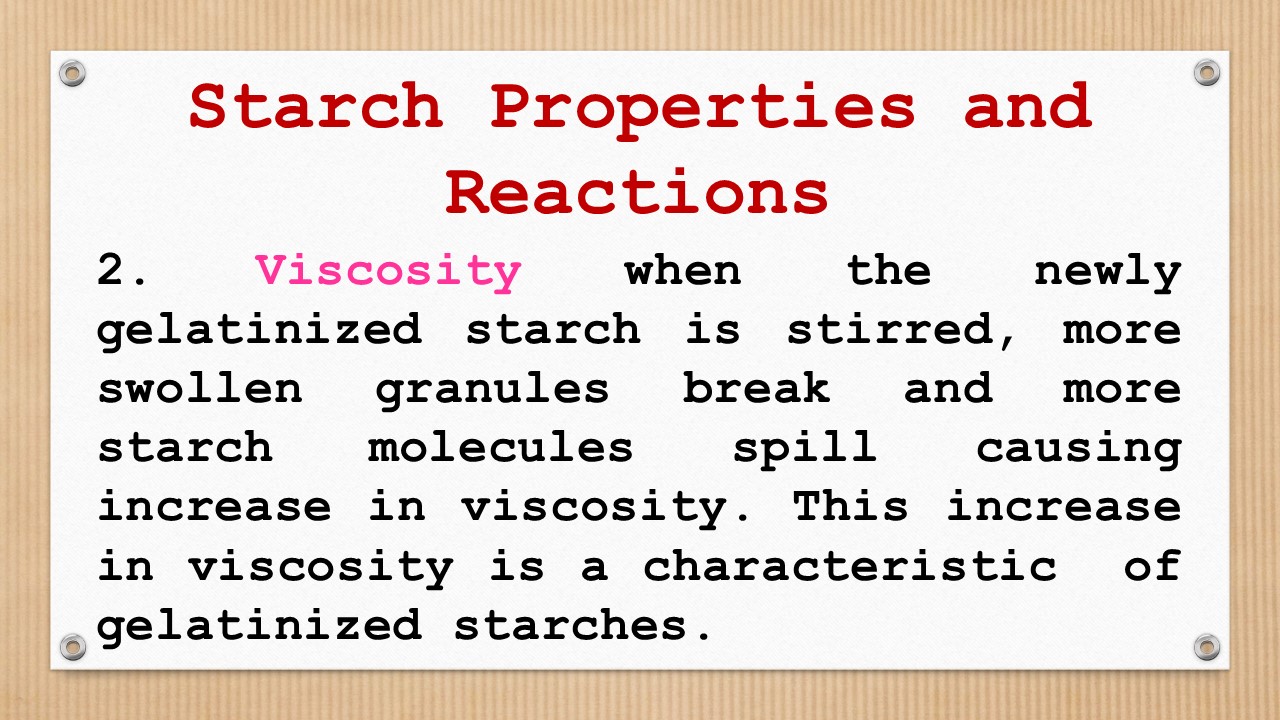 Starch Properties and
Reactions
2. Viscosity when the newly
gelatinized starch is stirred, more
swollen granules break and more
starch molecules spill causing
increase in viscosity. This increase
in viscosity is a characteristic of
gelatinized starches.